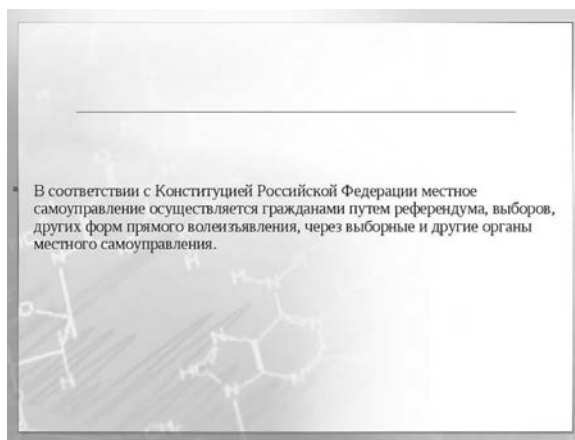 В соответствии с Конституцией Российской Федерации местное
самоуправление осуществляется гражданами путем референдума, выборов,
других форм прямого волеизъявления, через выборные и другие органы
местного самоуправления.